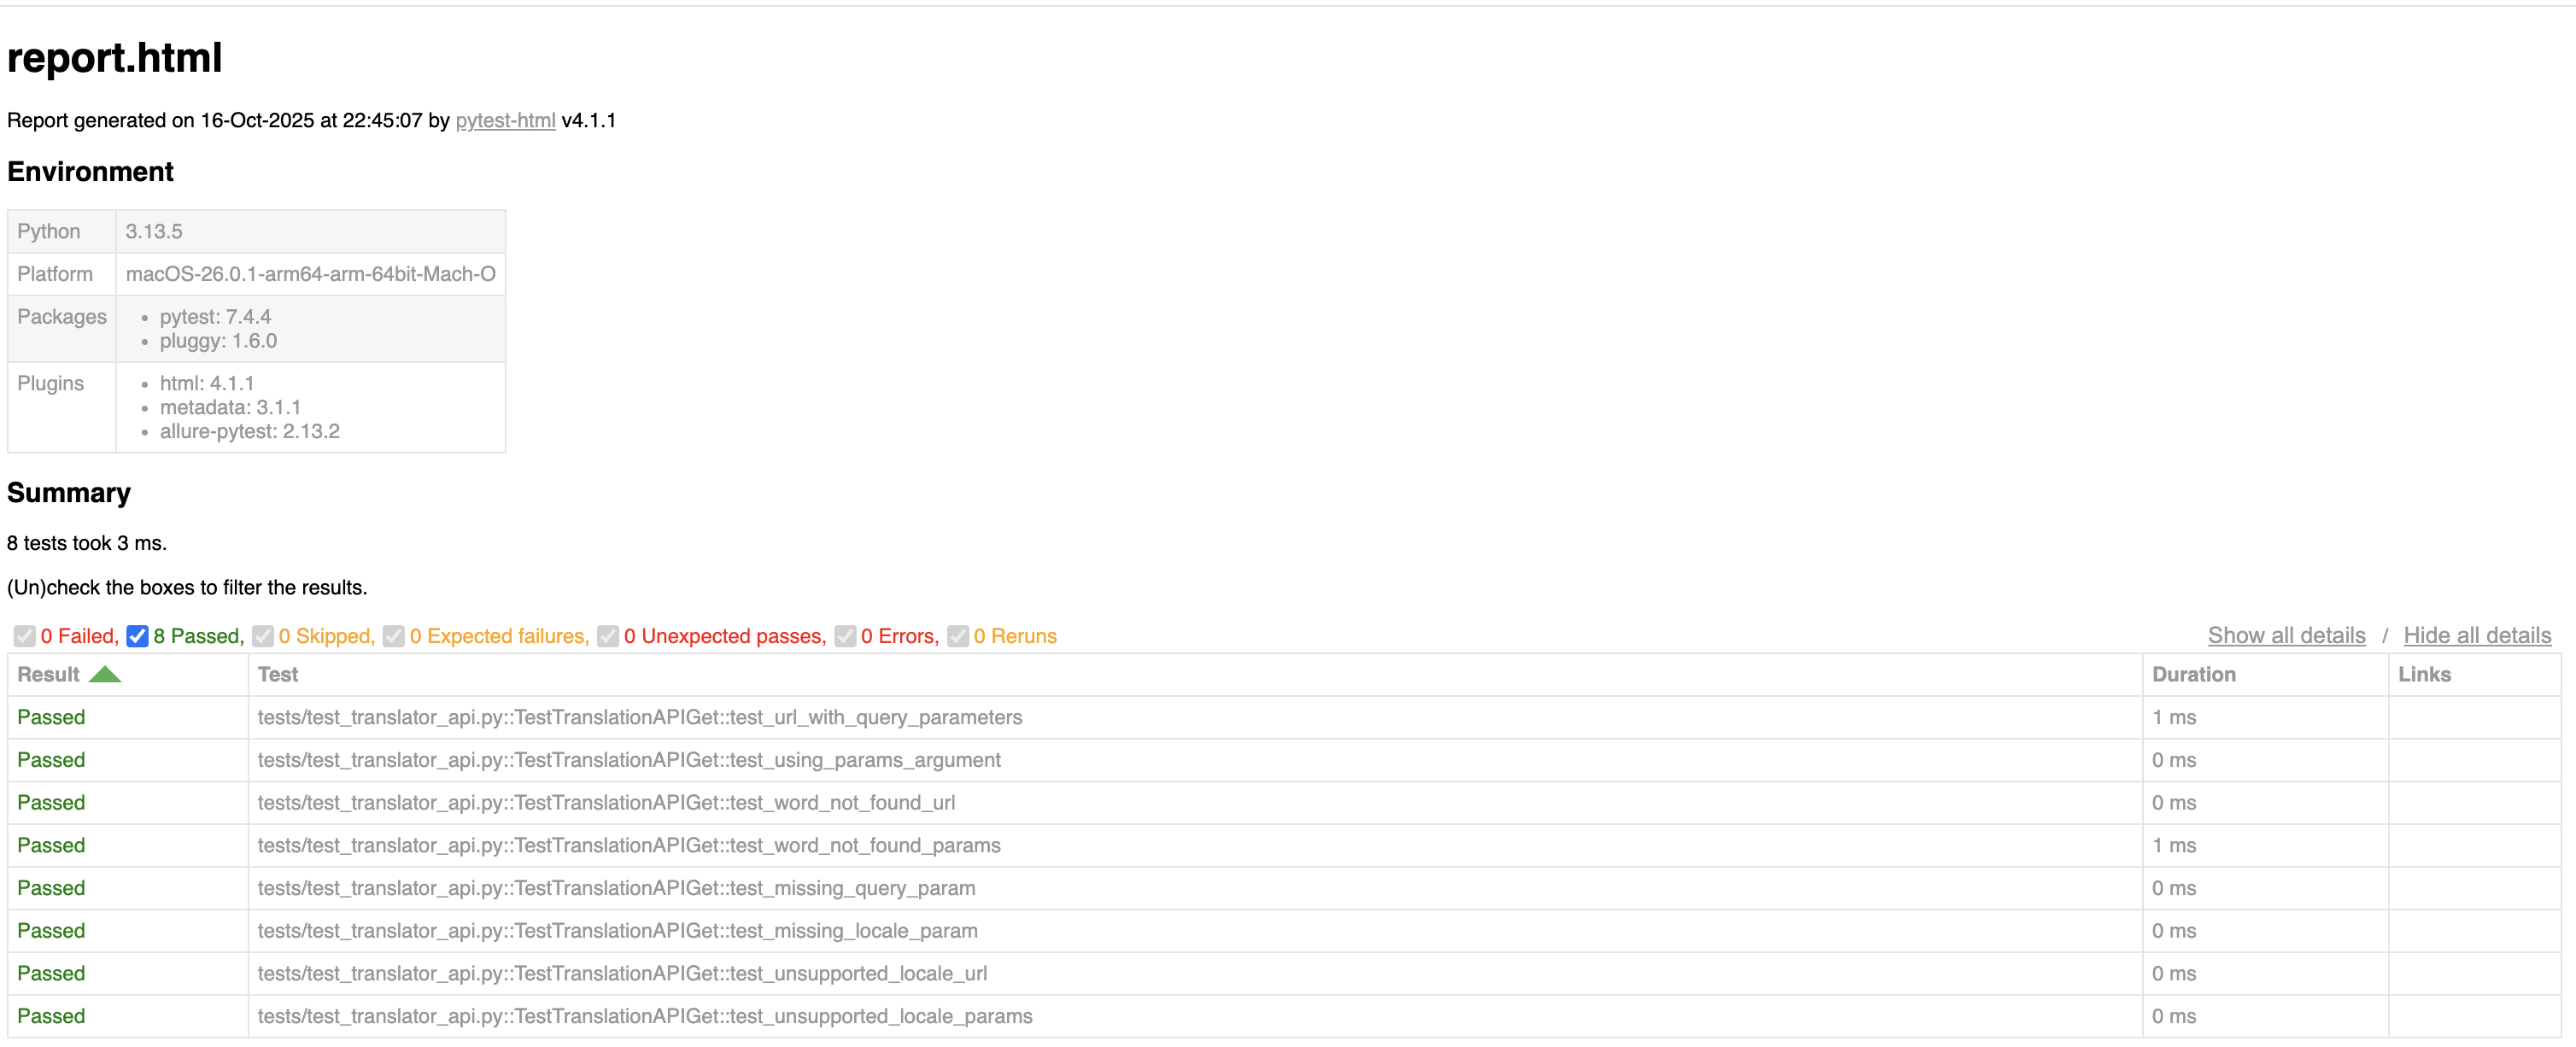 report.html
Report generated on 16-Oct-2025 at 22:45:07 by pytest-html v4.1.1
Environment
Python 3.13.5
Platform macOS-26.0.1-arm64-arm-64bit-Mach-O
Packages • pytest: 7.4.4
• pluggy: 1.6.0
Plugins • html: 4.1.1
• metadata: 3.1.1
• allure-pytest: 2.13.2
Summary
8 tests took 3 ms.
(Un)check the boxes to filter the results.
0 Failed, 8 Passed, 0 Skipped, 0 Expected failures, 0 Unexpected passes, 0 Errors, 0 Reruns Show all details / Hide all details
Result Test Duration Links
Passed tests/test_translator_api.py::TestTranslationAPIGet::test_url_with_query_parameters 1 ms
Passed tests/test_translator_api.py::TestTranslationAPIGet::test_using_params_argument 0 ms
Passed tests/test_translator_api.py::TestTranslationAPIGet::test_word_not_found_url 0 ms
Passed tests/test_translator_api.py::TestTranslationAPIGet::test_word_not_found_params 1 ms
Passed tests/test_translator_api.py::TestTranslationAPIGet::test_missing_query_param 0 ms
Passed tests/test_translator_api.py::TestTranslationAPIGet::test_missing_locale_param 0 ms
Passed tests/test_translator_api.py::TestTranslationAPIGet::test_unsupported_locale_url 0 ms
Passed tests/test_translator_api.py::TestTranslationAPIGet::test_unsupported_locale_params 0 ms